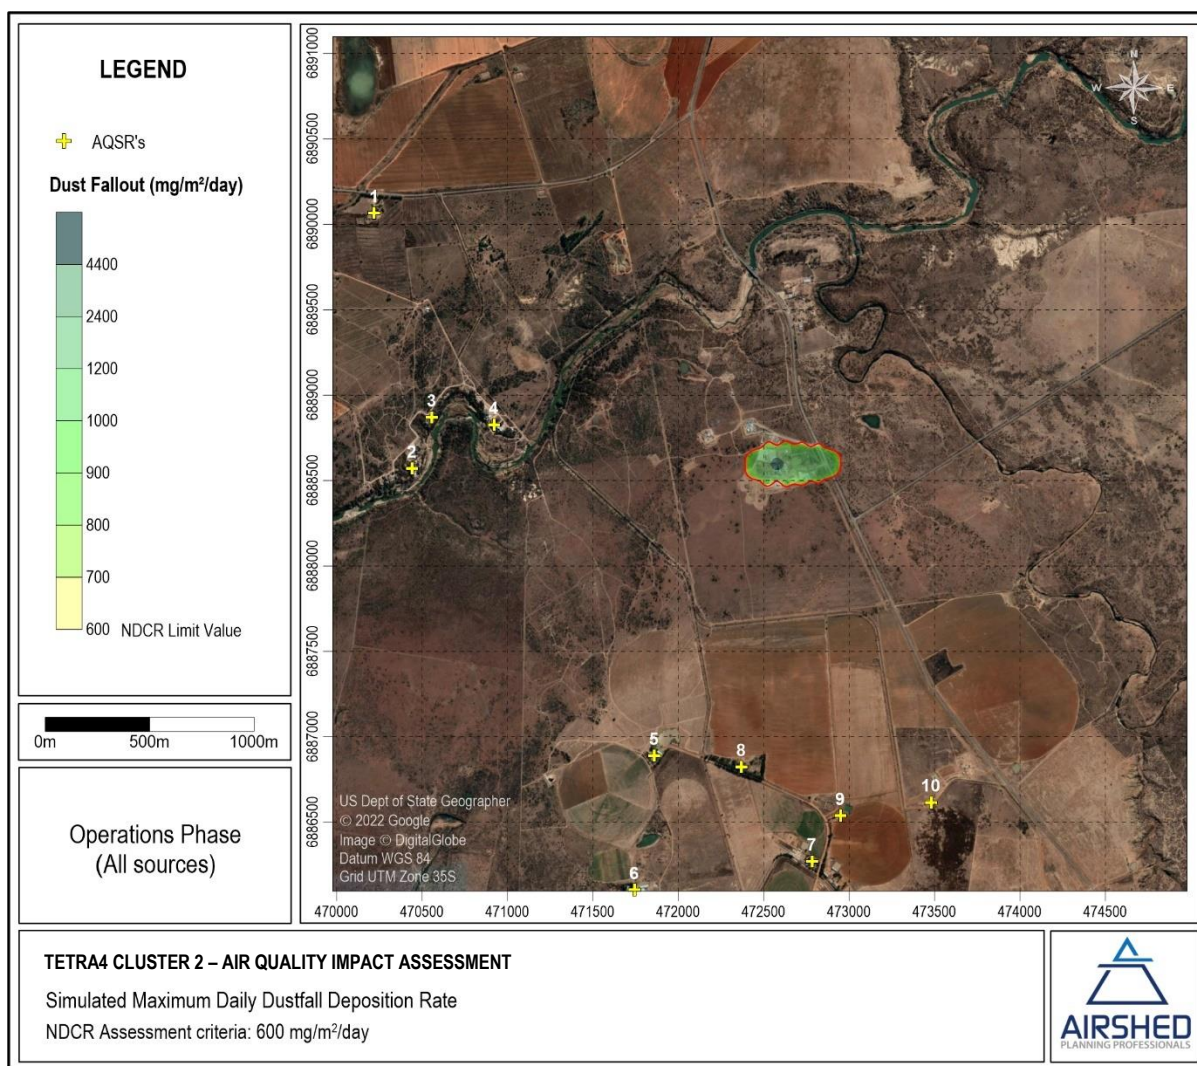 LEGEND
AQSR's
Dust Fallout (mg/m²/day)
4400
2400
1200
1000
900
800
700
600 NDCR Limit Value
0m 500m 1000m
Operations Phase
(All sources)
6891000
6890500
6890000
6889500
6889000
6888500
6888000
6887500
6887000
6886500
N
W E
S
1
3
4
2
5
8
10
9
7
6
US Dept of State Geographer
© 2022 Google
Image © DigitalGlobe
Datum WGS 84
Grid UTM Zone 35S
470000 470500 471000 471500 472000 472500 473000 473500 474000 474500
TETRA4 CLUSTER 2 – AIR QUALITY IMPACT ASSESSMENT
Simulated Maximum Daily Dustfall Deposition Rate
NDCR Assessment criteria: 600 mg/m²/day
AIRSHED
PLANNING PROFESSIONALS